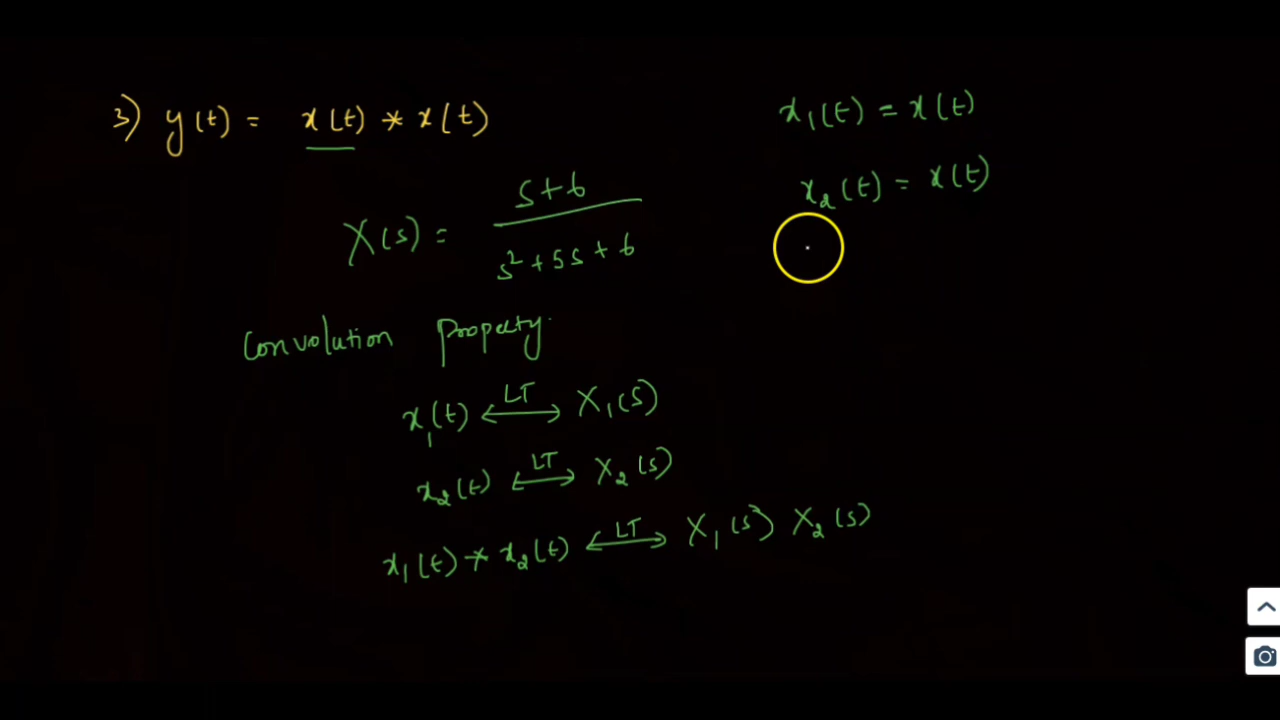 3) y(t) = x(t) * x(t)
x₁(t) = x(t)
x₂(t) = x(t)
X(s) = s+6 / s²+5s+6
Convolution Property.
x₁(t) ⟷ LT X₁(s)
x₂(t) ⟷ LT X₂(s)
x₁(t) * x₂(t) ⟷ LT X₁(s) X₂(s)